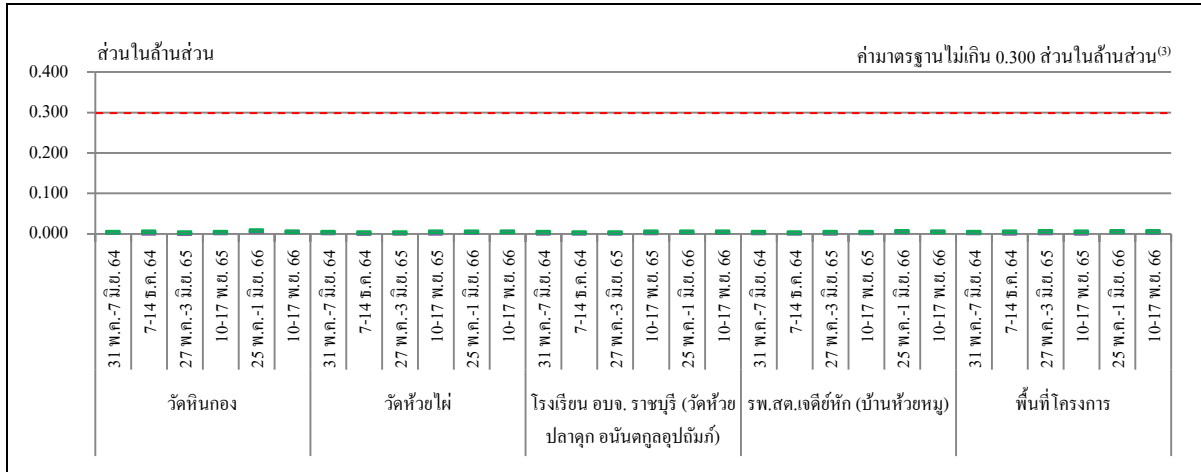 ส่วนในล้านส่วน
ค่ามาตรฐานไม่เกิน 0.300 ส่วนในล้านส่วน⁽³⁾
0.400
0.300
0.200
0.100
0.000
31 พ.ค.-7 มิ.ย. 64
7-14 ธ.ค. 64
27 พ.ค.-3 มิ.ย. 65
10-17 พ.ย. 65
25 พ.ค.-1 มิ.ย. 66
10-17 พ.ย. 66
31 พ.ค.-7 มิ.ย. 64
7-14 ธ.ค. 64
27 พ.ค.-3 มิ.ย. 65
10-17 พ.ย. 65
25 พ.ค.-1 มิ.ย. 66
10-17 พ.ย. 66
31 พ.ค.-7 มิ.ย. 64
7-14 ธ.ค. 64
27 พ.ค.-3 มิ.ย. 65
10-17 พ.ย. 65
25 พ.ค.-1 มิ.ย. 66
10-17 พ.ย. 66
31 พ.ค.-7 มิ.ย. 64
7-14 ธ.ค. 64
27 พ.ค.-3 มิ.ย. 65
10-17 พ.ย. 65
25 พ.ค.-1 มิ.ย. 66
10-17 พ.ย. 66
31 พ.ค.-7 มิ.ย. 64
7-14 ธ.ค. 64
27 พ.ค.-3 มิ.ย. 65
10-17 พ.ย. 65
25 พ.ค.-1 มิ.ย. 66
10-17 พ.ย. 66
วัดหินกอง
วัดห้วยไผ่
โรงเรียน อบจ. ราชบุรี (วัดห้วย
ปลาดุก อนันตกูลอุปถัมภ์)
รพ.สต.เจดีย์หัก (บ้านห้วยหมู)
พื้นที่โครงการ